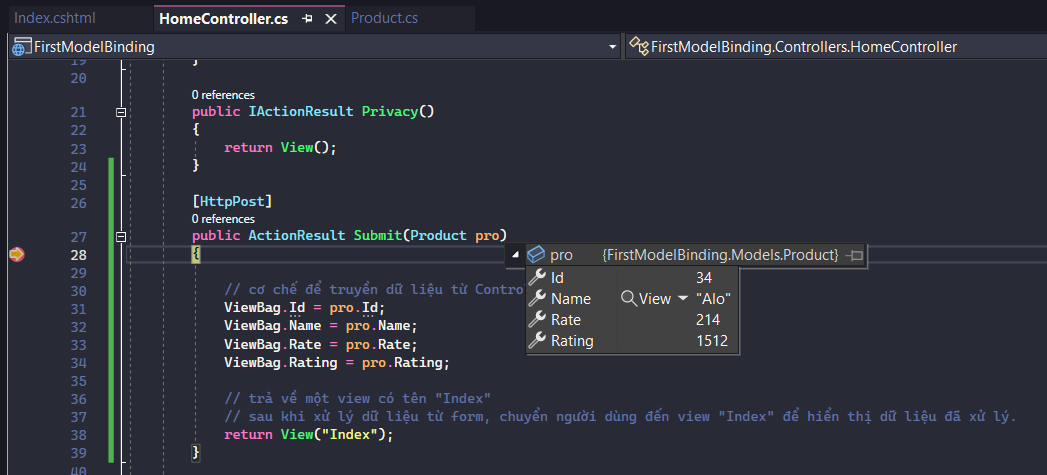 Index.cshtml HomeController.cs Product.cs
FirstModelBinding FirstModelBinding.Controllers.HomeController
19 }
20
0 references
21 public IActionResult Privacy()
22 {
23 return View();
24 }
25
26 [HttpPost]
0 references
27 public ActionResult Submit(Product pro)
28 {
pro {FirstModelBinding.Models.Product}
29
Id 34
30 // cơ chế để truyền dữ liệu từ Contro
Name View "Alo"
31 ViewBag.Id = pro.Id;
Rate 214
32 ViewBag.Name = pro.Name;
Rating 1512
33 ViewBag.Rate = pro.Rate;
34 ViewBag.Rating = pro.Rating;
35
36 // trả về một view có tên "Index"
37 // sau khi xử lý dữ liệu từ form, chuyển người dùng đến view "Index" để hiển thị dữ liệu đã xử lý.
38 return View("Index");
39 }
40